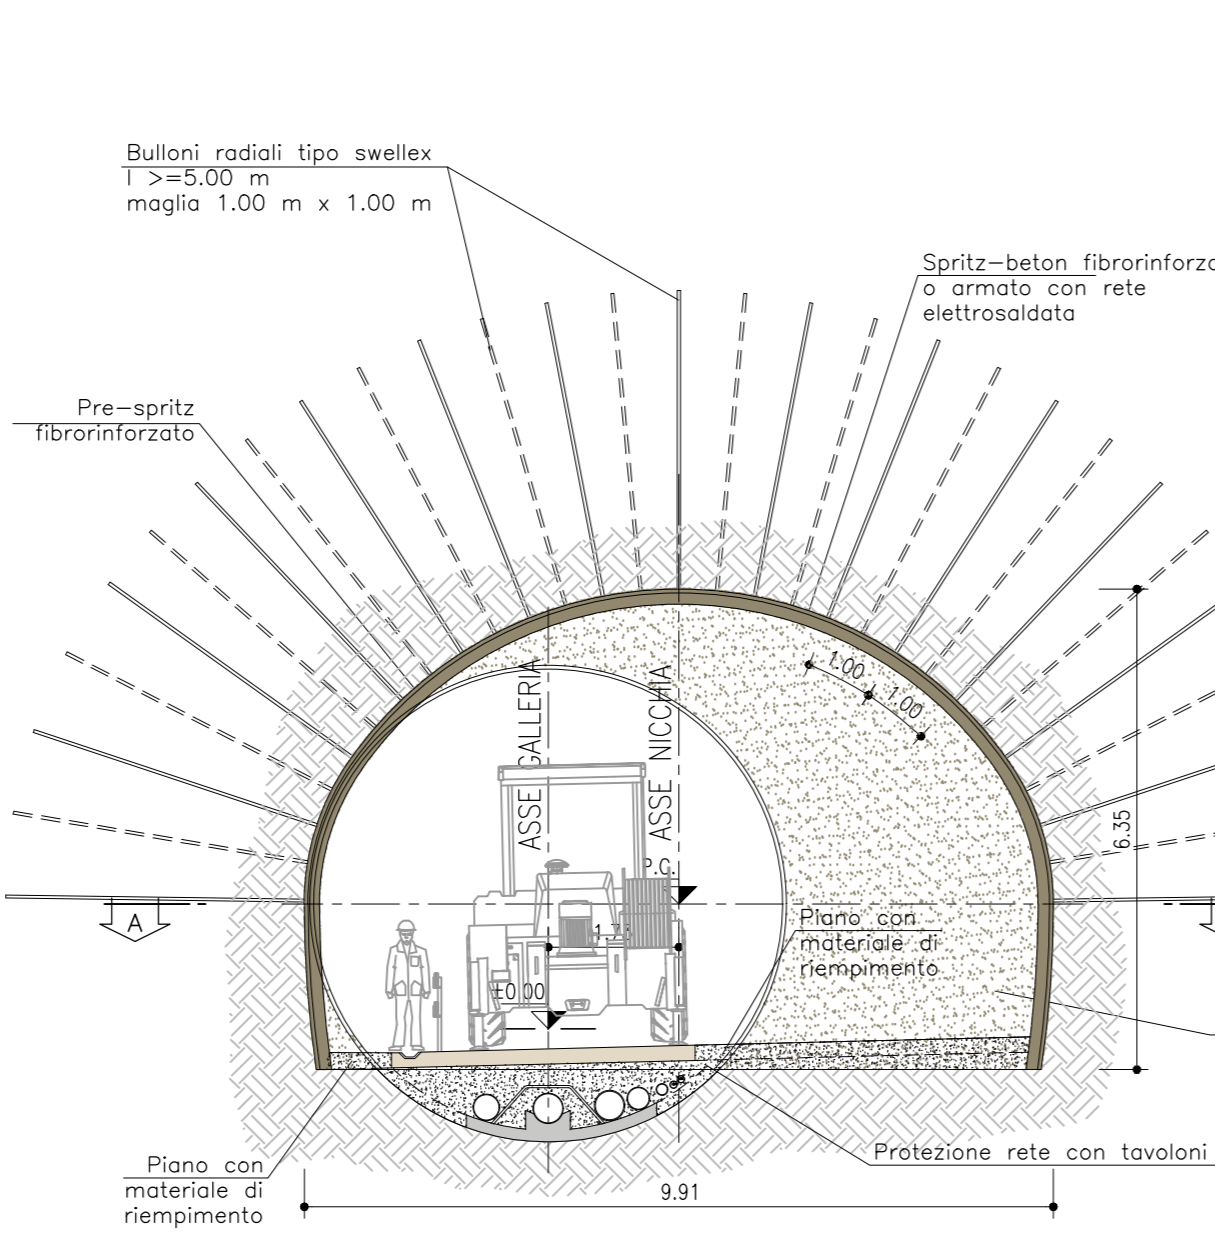 Bulloni radiali tipo swellex
l >=5.00 m
maglia 1.00 m x 1.00 m
Spritz-beton fibrorinforz
o armato con rete
elettrosaldata
Pre-spritz
fibrorinforzato
1.00
1.00
ASSE GALLERIA
ASSE NICCHIA
6.35
P.C.
A
Piano con
materiale di
riempimento
±0.00
Protezione rete con tavoloni
Piano con
materiale di
riempimento
9.91